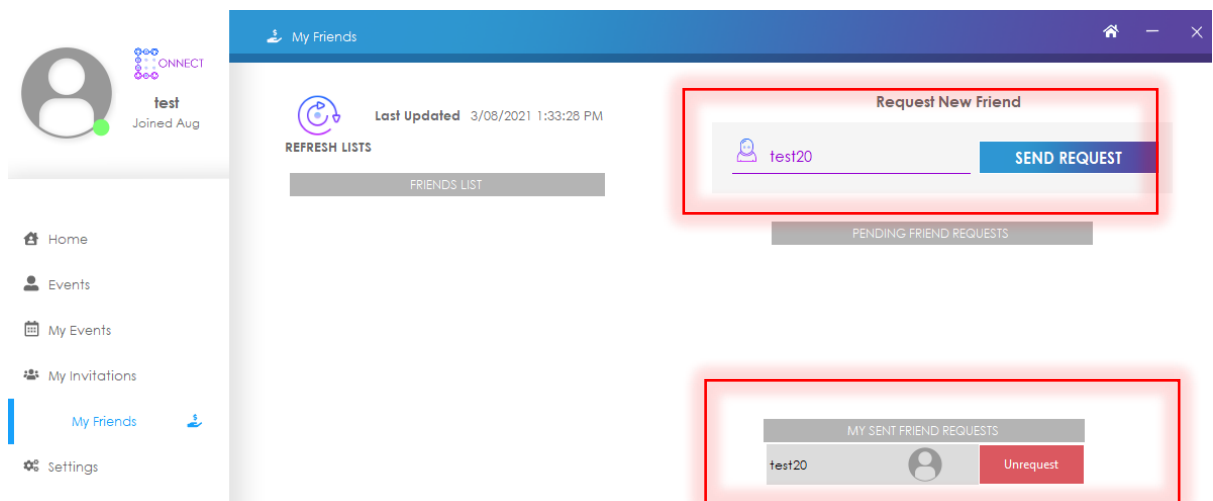 ONNECT
test
Joined Aug
Home
Events
My Events
My Invitations
My Friends
Settings
My Friends
Last Updated 3/08/2021 1:33:28 PM
REFRESH LISTS
FRIENDS LIST
Request New Friend
test20
SEND REQUEST
PENDING FRIEND REQUESTS
MY SENT FRIEND REQUESTS
test20
Unrequest